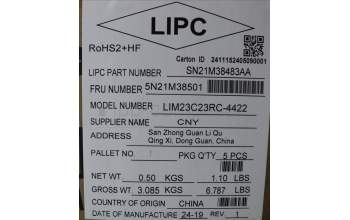 LIPC
RoHS2+HF
Carton ID 2411152405090001
LIPC PART NUMBER SN21M38483AA
FRU NUMBER 5N21M38501
MODEL NUMBER LIM23C23RC-4422
SUPPLIER NAME CNY
ADDRESS San Zhong Guan Li Qu
Qing Xi, Dong Guan, China
PALLET PKG Q'TY 5 PCS
NET WT. 0.50 KGS 1.10 LBS
GROSS WT. 3.085 KGS 6.787 LBS
COUNTRY OF ORIGIN CHINA
DATE OF MANUFACTURE 24-19 REV. 1